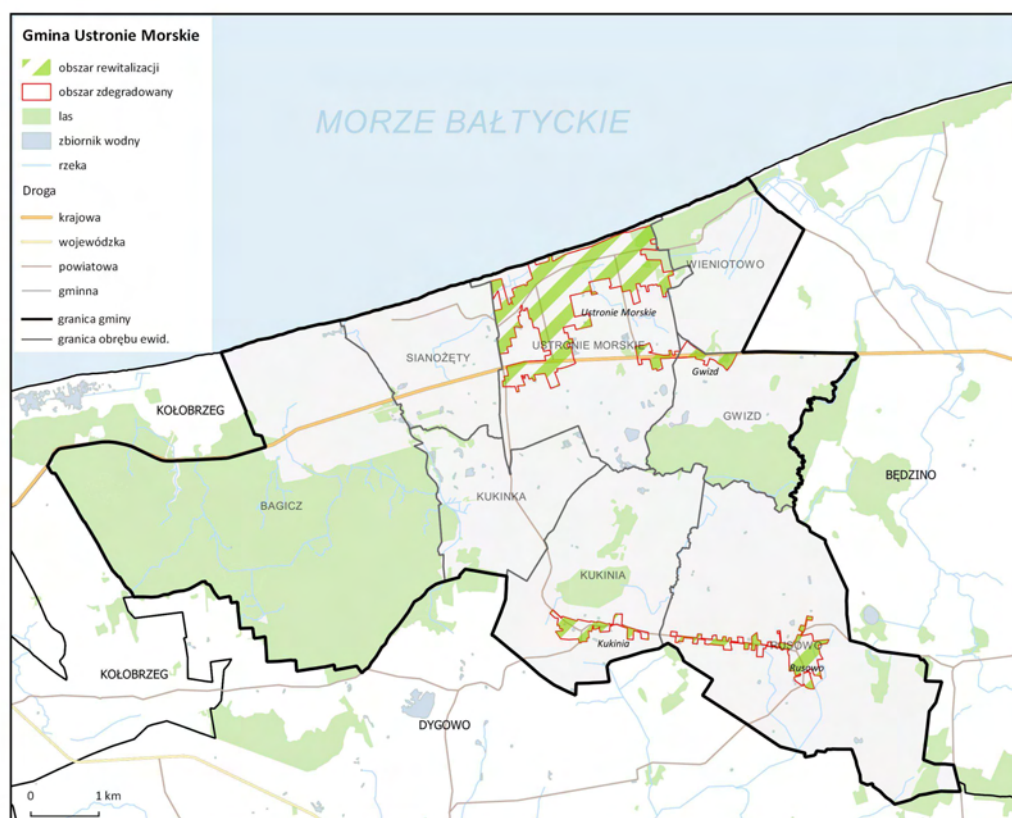 Gmina Ustronie Morskie
obszar rewitalizacji
obszar zdegradowany
las
zbiornik wodny
rzeka
Droga
krajowa
wojewódzka
powiatowa
gminna
granica gminy
granica obrębu ewid.
MORZE BAŁTYCKIE
WIENIOTOWO
Ustronie Morskie
USTRONIE MORSKIE
SIANOŻĘTY
Gwizd
KOŁOBRZEG
GWIZD
BĘDZINO
KUKINKA
BAGICZ
KUKINIA
Kukinia
RUSOWO
Rusowo
KOŁOBRZEG
DYGOWO
0 1 km